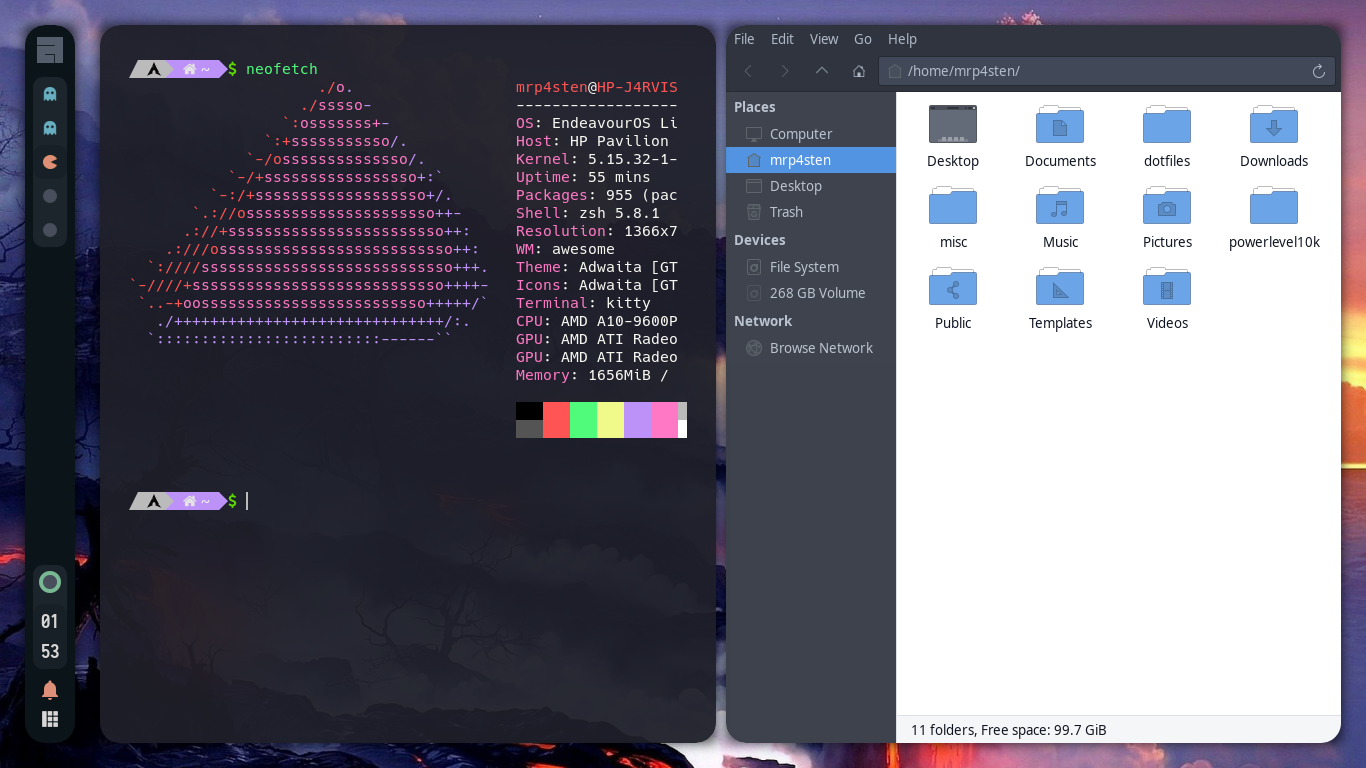 ~ $ neofetch
./o.
./sssso-
`:osssssss+-
`:+sssssssssso/.
`-/ossssssssssssso/.
`-/+sssssssssssssssso+:`
`-:/+sssssssssssssssssso+/.
`.://osssssssssssssssssssso++-
.://+ssssssssssssssssssssssso++:
.:///ossssssssssssssssssssssssso++:
`:////ssssssssssssssssssssssssssso+++.
`-////+ssssssssssssssssssssssssssso++++-
`..-+oosssssssssssssssssssssssso+++++/`
./++++++++++++++++++++++++++++++/:.
`:::::::::::::::::::::::::------``
mrp4sten@HP-J4RVIS
------------------
OS: EndeavourOS Li
Host: HP Pavilion
Kernel: 5.15.32-1-
Uptime: 55 mins
Packages: 955 (pac
Shell: zsh 5.8.1
Resolution: 1366x7
WM: awesome
Theme: Adwaita [GT
Icons: Adwaita [GT
Terminal: kitty
CPU: AMD A10-9600P
GPU: AMD ATI Radeo
GPU: AMD ATI Radeo
Memory: 1656MiB /
~ $
01
53
File Edit View Go Help
/home/mrp4sten/
Places
Computer
mrp4sten
Desktop
Trash
Devices
File System
268 GB Volume
Network
Browse Network
Desktop Documents dotfiles Downloads
misc Music Pictures powerlevel10k
Public Templates Videos
11 folders, Free space: 99.7 GiB